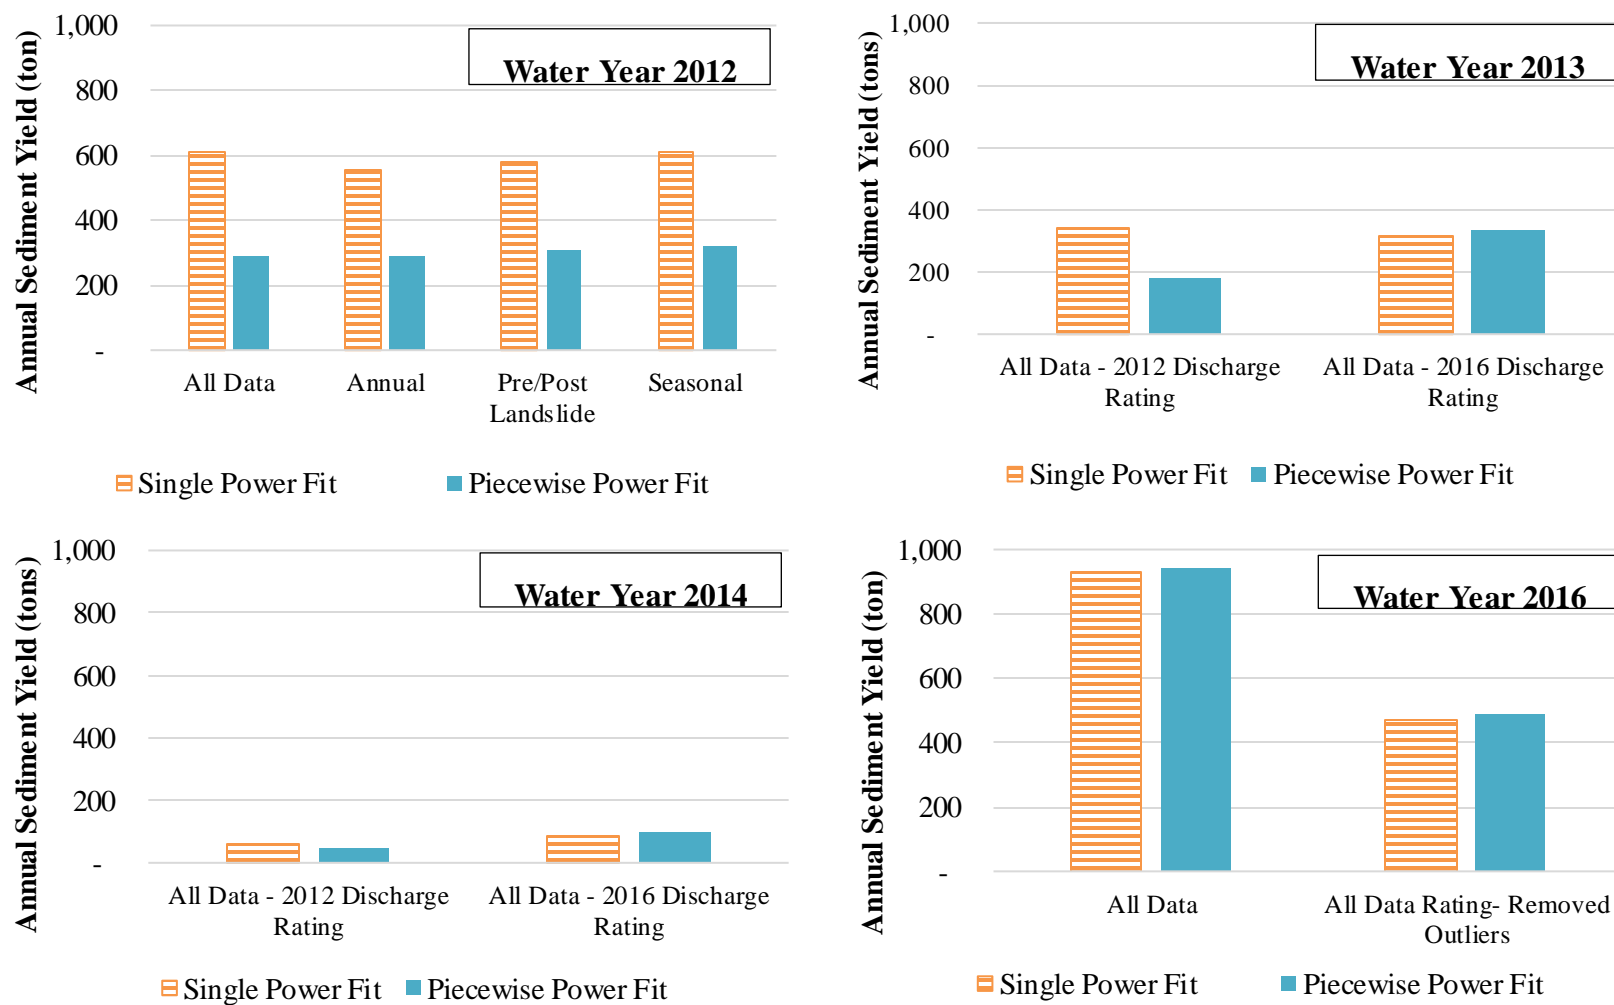 Annual Sediment Yield (ton)
1,000
800
600
400
200
-
Water Year 2012
All Data
Annual
Pre/Post
Landslide
Seasonal
Single Power Fit
Piecewise Power Fit
Annual Sediment Yield (tons)
1,000
800
600
400
200
-
Water Year 2013
All Data - 2012 Discharge
Rating
All Data - 2016 Discharge
Rating
Single Power Fit
Piecewise Power Fit
Annual Sediment Yield (tons)
1,000
800
600
400
200
-
Water Year 2014
All Data - 2012 Discharge
Rating
All Data - 2016 Discharge
Rating
Single Power Fit
Piecewise Power Fit
Annual Sediment Yield (ton)
1,000
800
600
400
200
-
Water Year 2016
All Data
All Data Rating- Removed
Outliers
Single Power Fit
Piecewise Power Fit